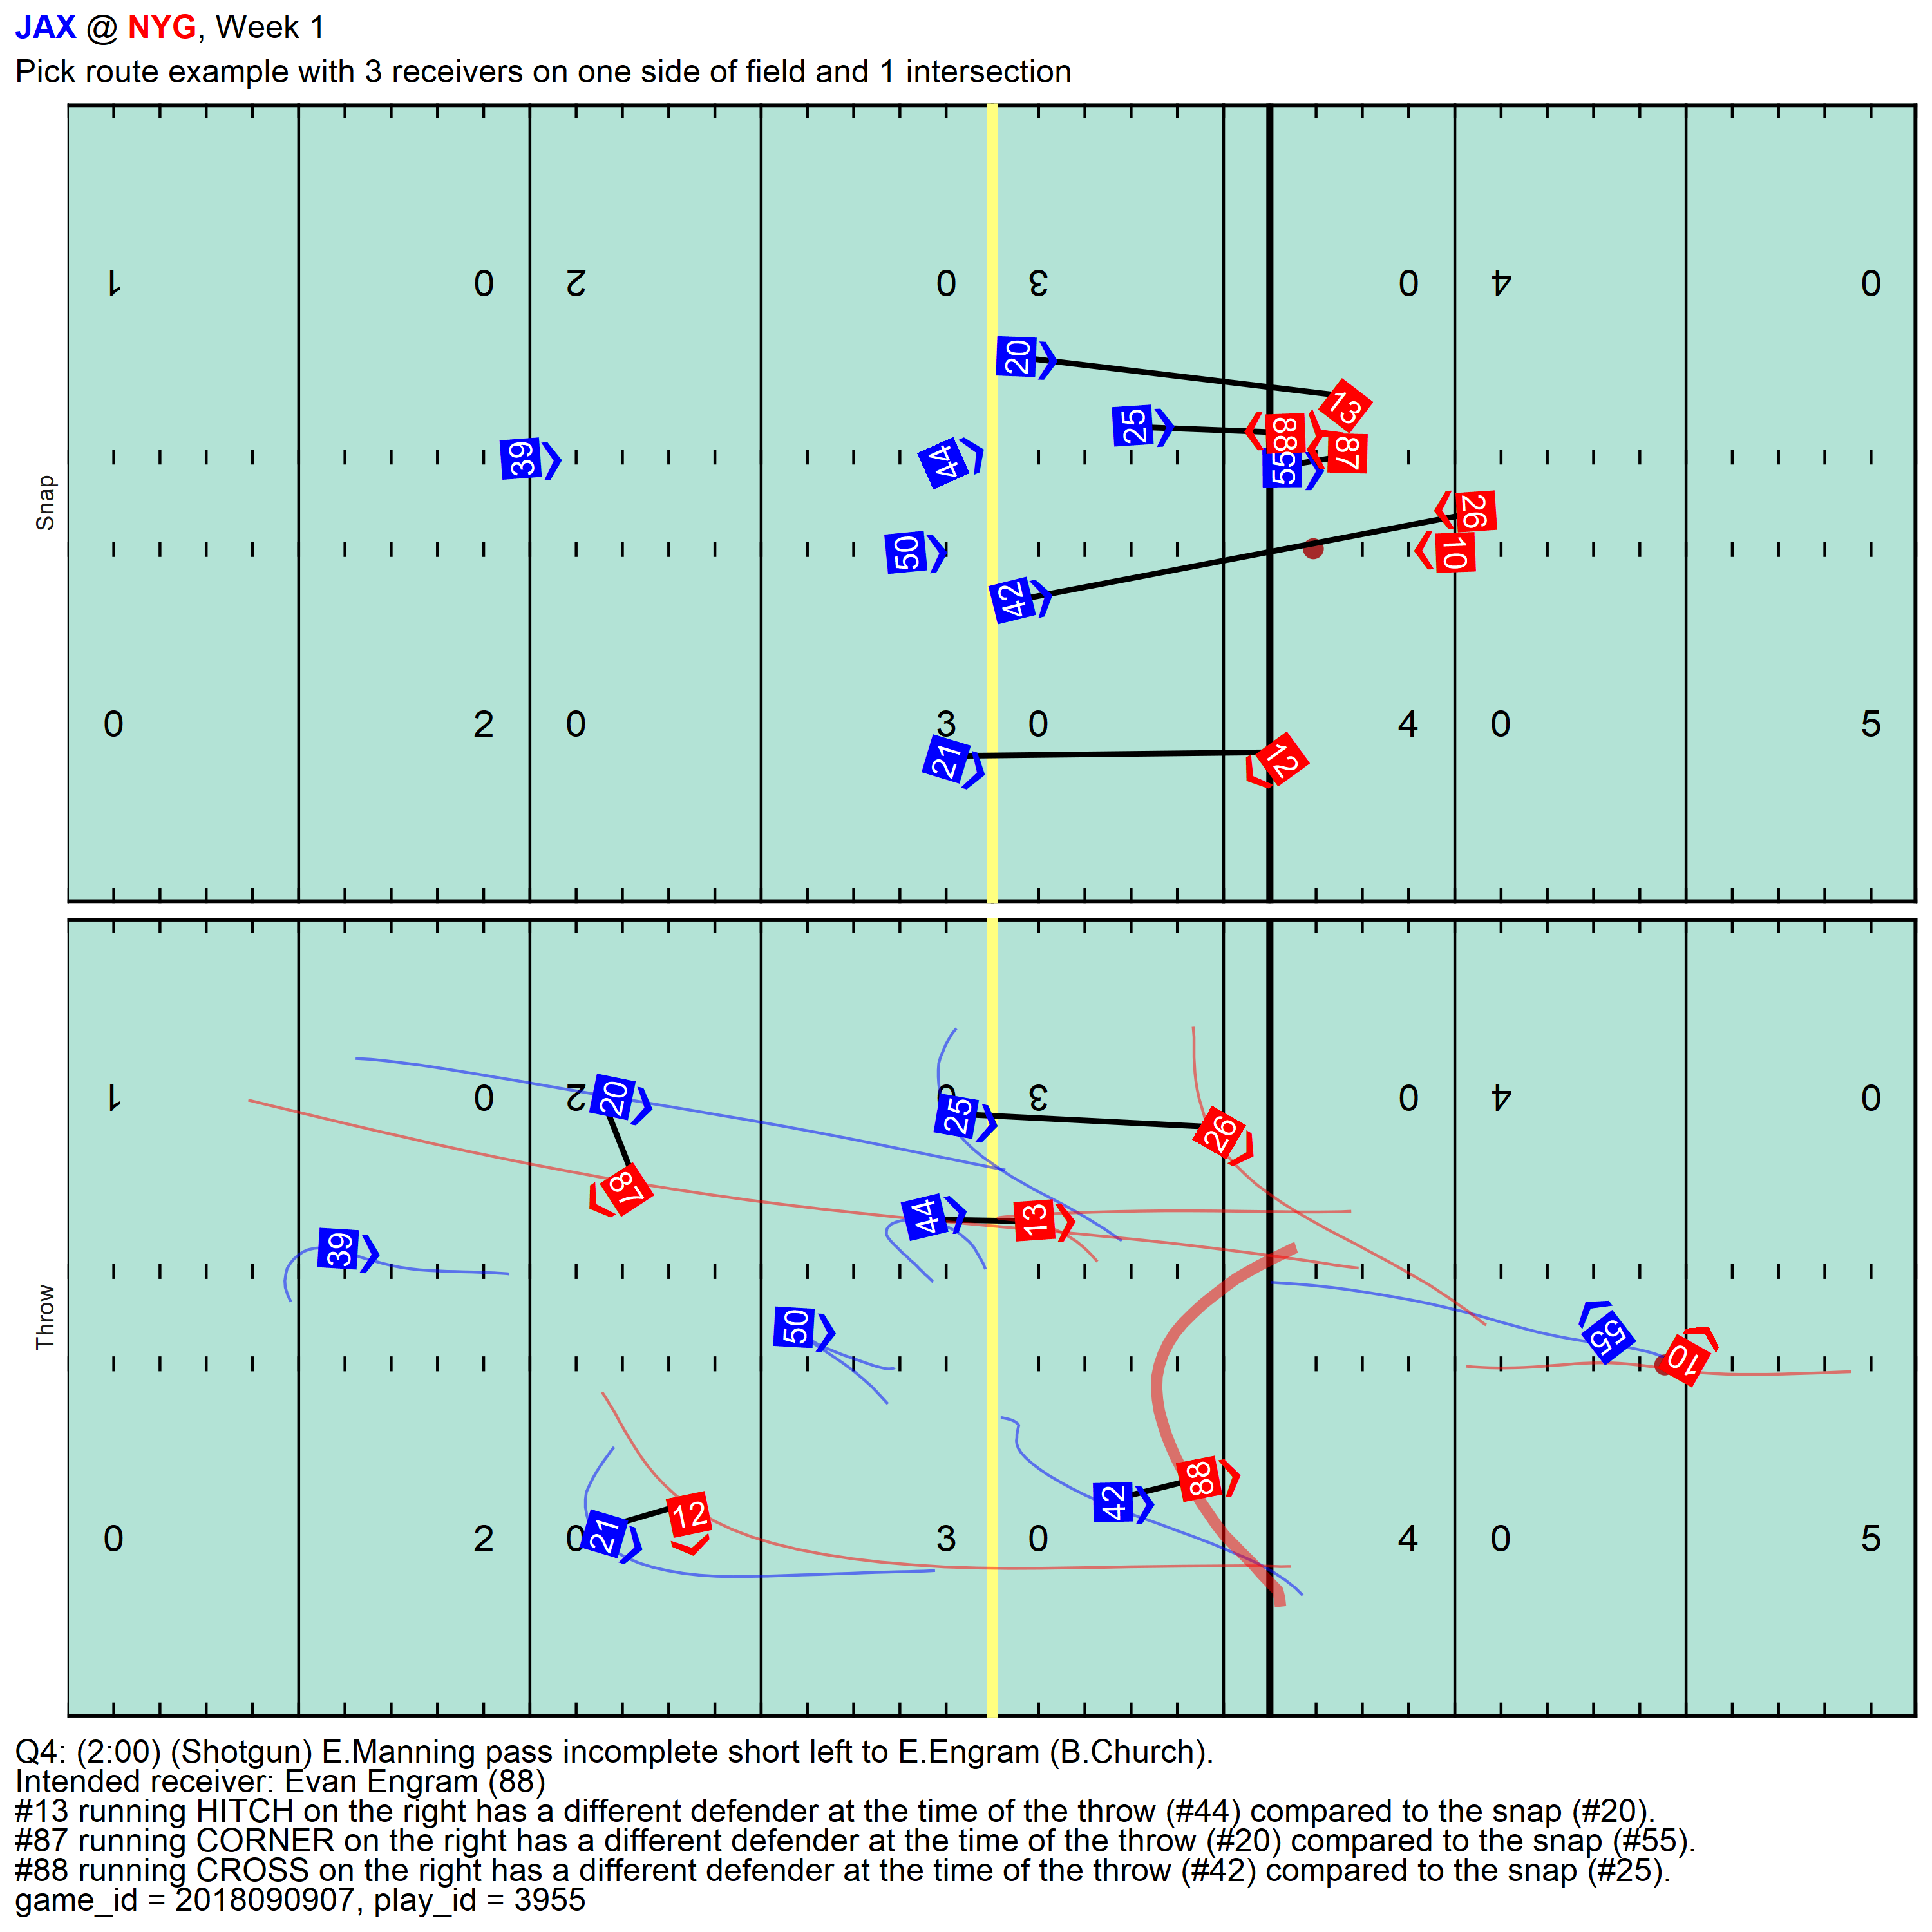 JAX @ NYG, Week 1
Pick route example with 3 receivers on one side of field and 1 intersection
Snap
1 0 2 0 3 0 4 0
20
13
25
88
87
39
44
55
26
50
10
42
0 2 0 3 0 4 0 5
21
12
Throw
1 0 2 0 3 0 4 0
20
25
26
87
44
13
39
50
55
10
42
88
12
21
0 2 0 3 0 4 0 5
Q4: (2:00) (Shotgun) E.Manning pass incomplete short left to E.Engram (B.Church).
Intended receiver: Evan Engram (88)
#13 running HITCH on the right has a different defender at the time of the throw (#44) compared to the snap (#20).
#87 running CORNER on the right has a different defender at the time of the throw (#20) compared to the snap (#55).
#88 running CROSS on the right has a different defender at the time of the throw (#42) compared to the snap (#25).
game_id = 2018090907, play_id = 3955